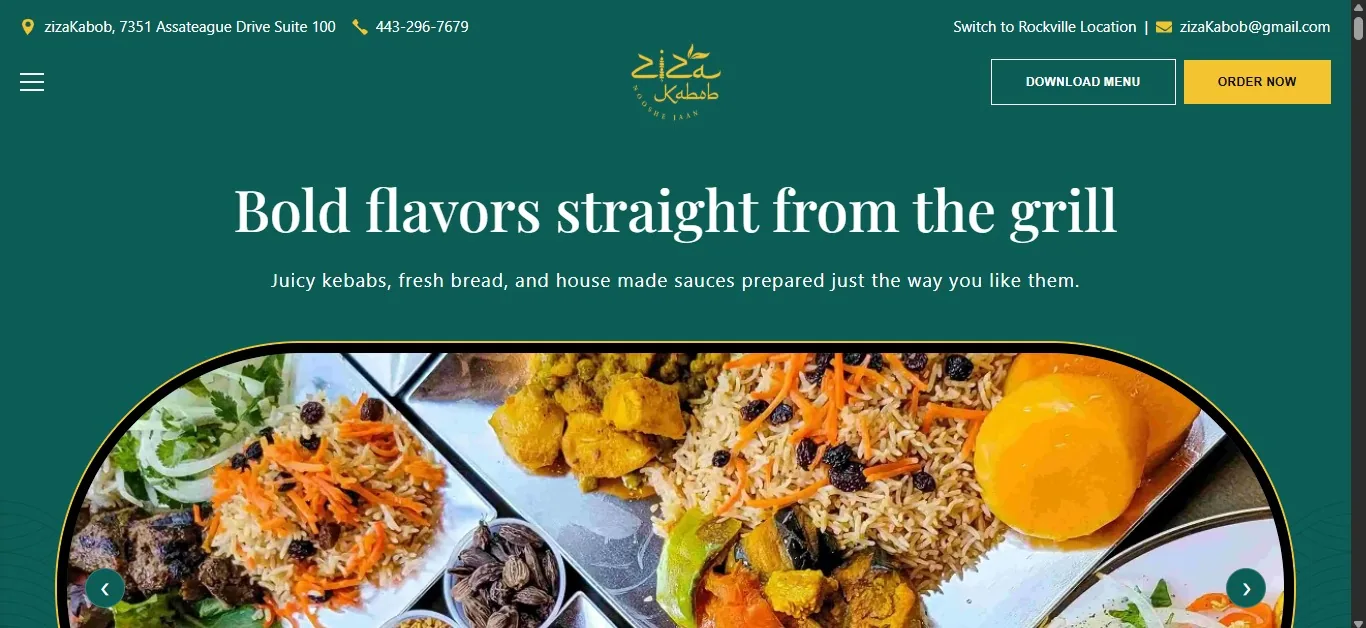 zizaKabob, 7351 Assateague Drive Suite 100 443-296-7679
Switch to Rockville Location | zizaKabob@gmail.com
ziza
Kabob
NOOSHE JAAN
DOWNLOAD MENU
ORDER NOW
Bold flavors straight from the grill
Juicy kebabs, fresh bread, and house made sauces prepared just the way you like them.